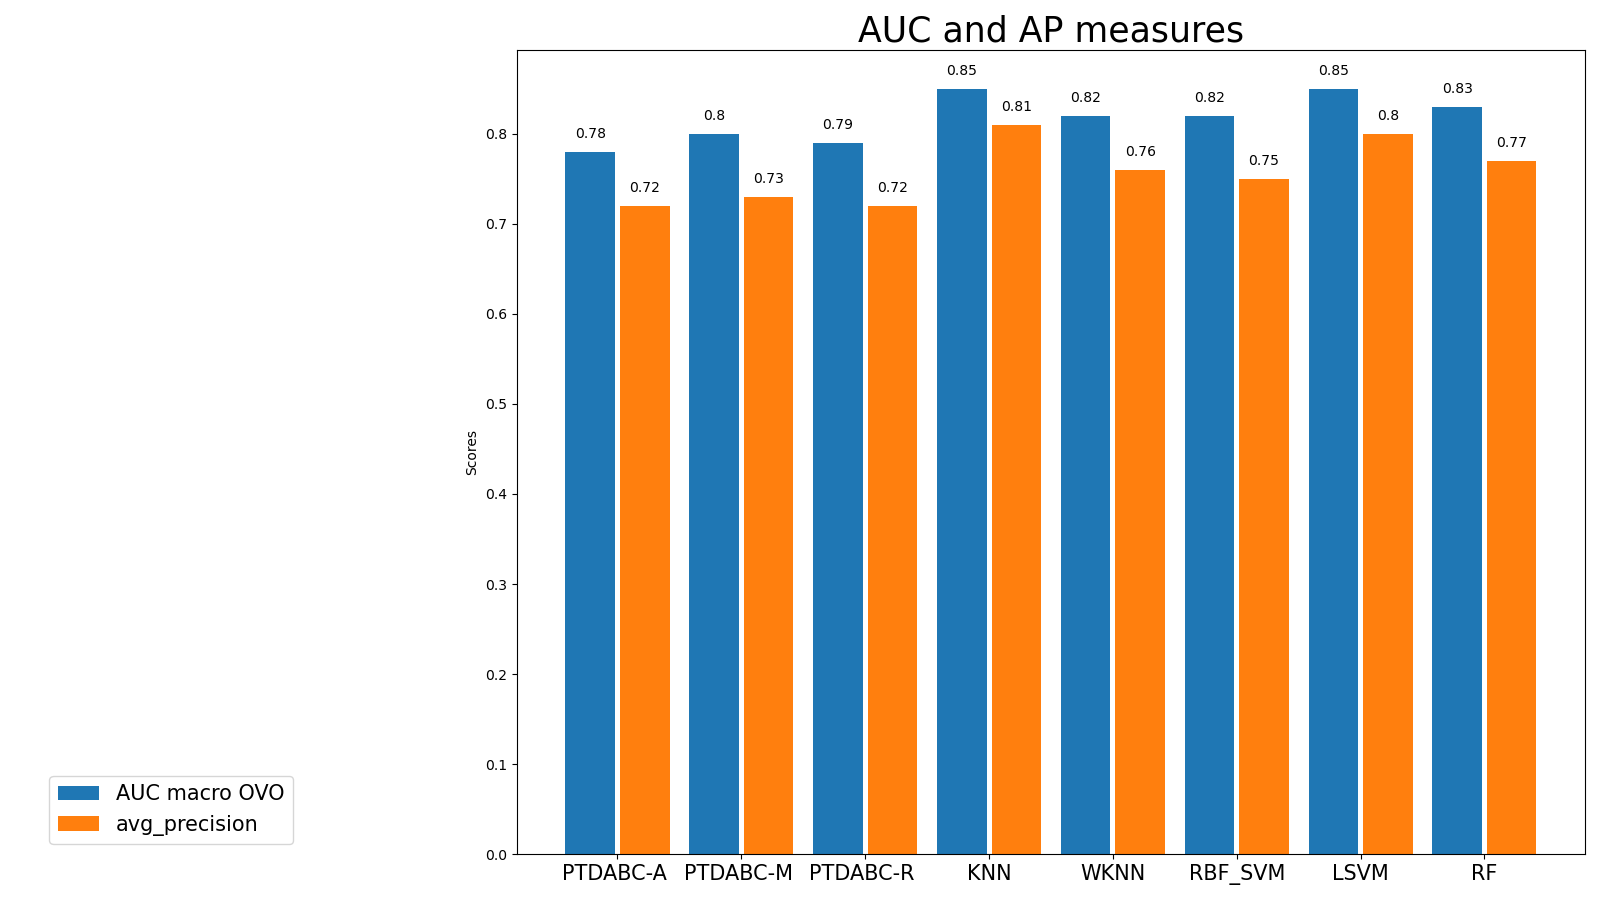 AUC and AP measures
0.78 0.72 0.8 0.73 0.79 0.72 0.85 0.81 0.82 0.76 0.82 0.75 0.85 0.8 0.83 0.77
0.8
0.7
0.6
0.5
Scores
0.4
0.3
0.2
0.1
0.0
PTDABC-A PTDABC-M PTDABC-R KNN WKNN RBF_SVM LSVM RF
AUC macro OVO
avg_precision